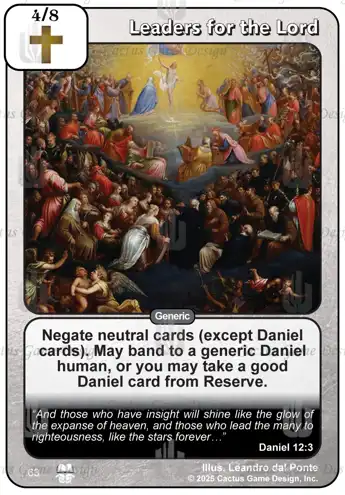 4/8
Leaders for the Lord
Generic
Negate neutral cards (except Daniel
cards). May band to a generic Daniel
human, or you may take a good
Daniel card from Reserve.
"And those who have insight will shine like the glow of
the expanse of heaven, and those who lead the many to
righteousness, like the stars forever…"
Daniel 12:3
63
Illus. Leandro dal Ponte
© 2025 Cactus Game Design, Inc.